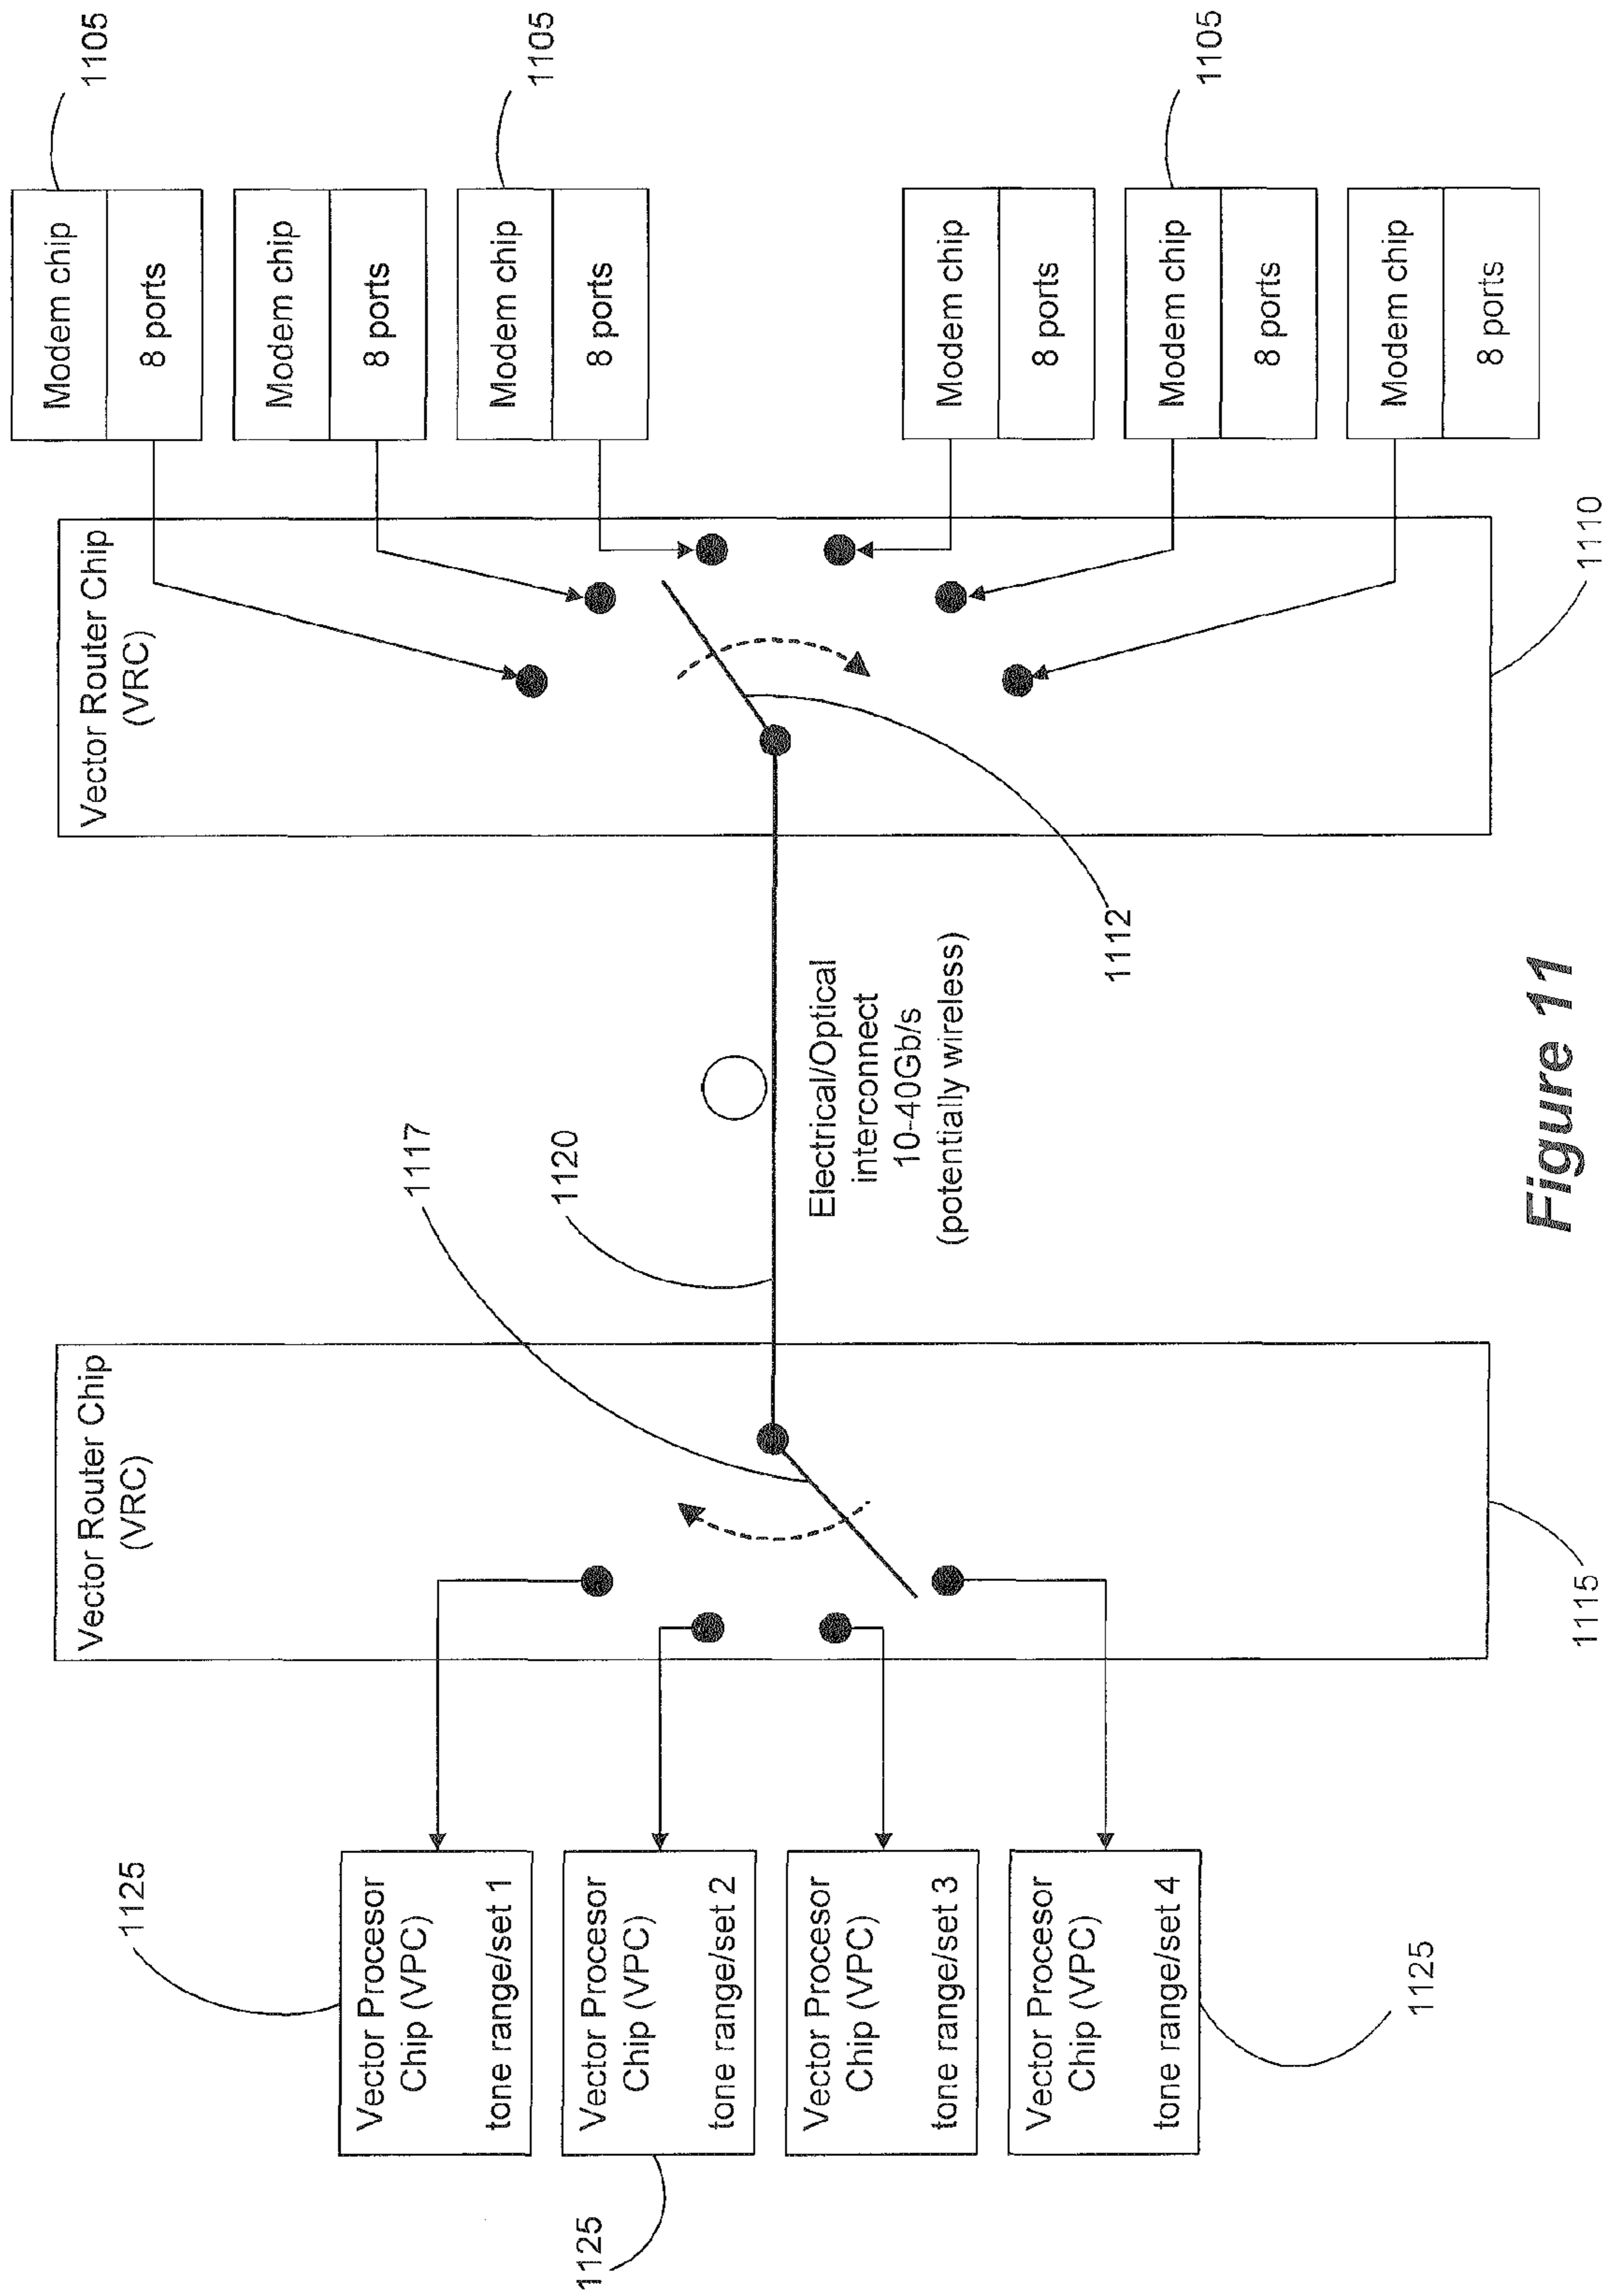 1125
1125
Vector Procesor
Chip (VPC)
tone range/set 1
Vector Procesor
Chip (VPC)
tone range/set 2
Vector Procesor
Chip (VPC)
tone range/set 3
Vector Procesor
Chip (VPC)
tone range/set 4
1125
Vector Router Chip
(VRC)
1115
1117
1120
Electrical/Optical
interconnect
10-40Gb/s
(potentially wireless)
1112
Vector Router Chip
(VRC)
1110
Modem chip
8 ports
1105
Modem chip
8 ports
Modem chip
8 ports
1105
Modem chip
8 ports
Modem chip
8 ports
1105
Modem chip
8 ports
Figure 11